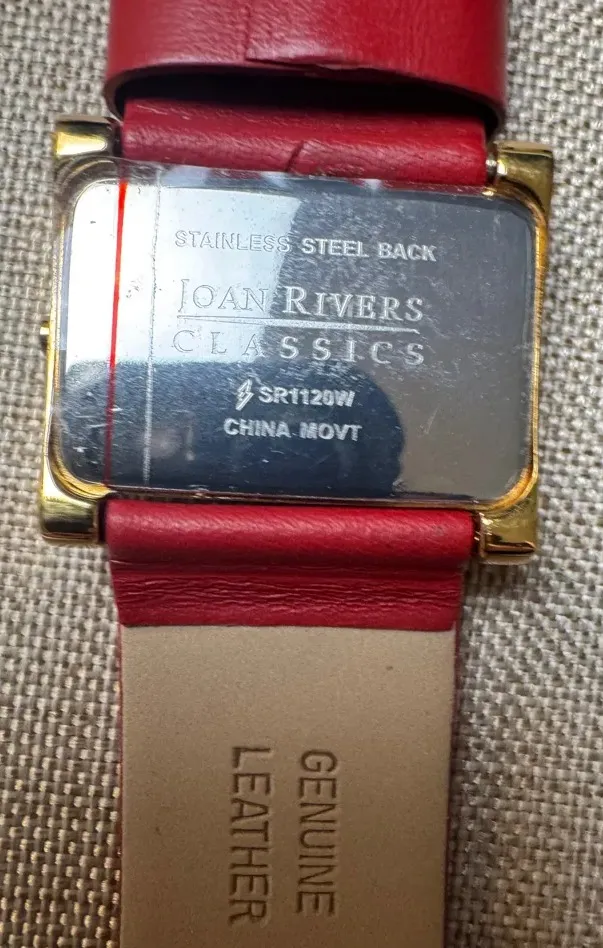 STAINLESS STEEL BACK
JOAN RIVERS
CLASSICS
SR1120W
CHINA MOVT
GENUINE
LEATHER